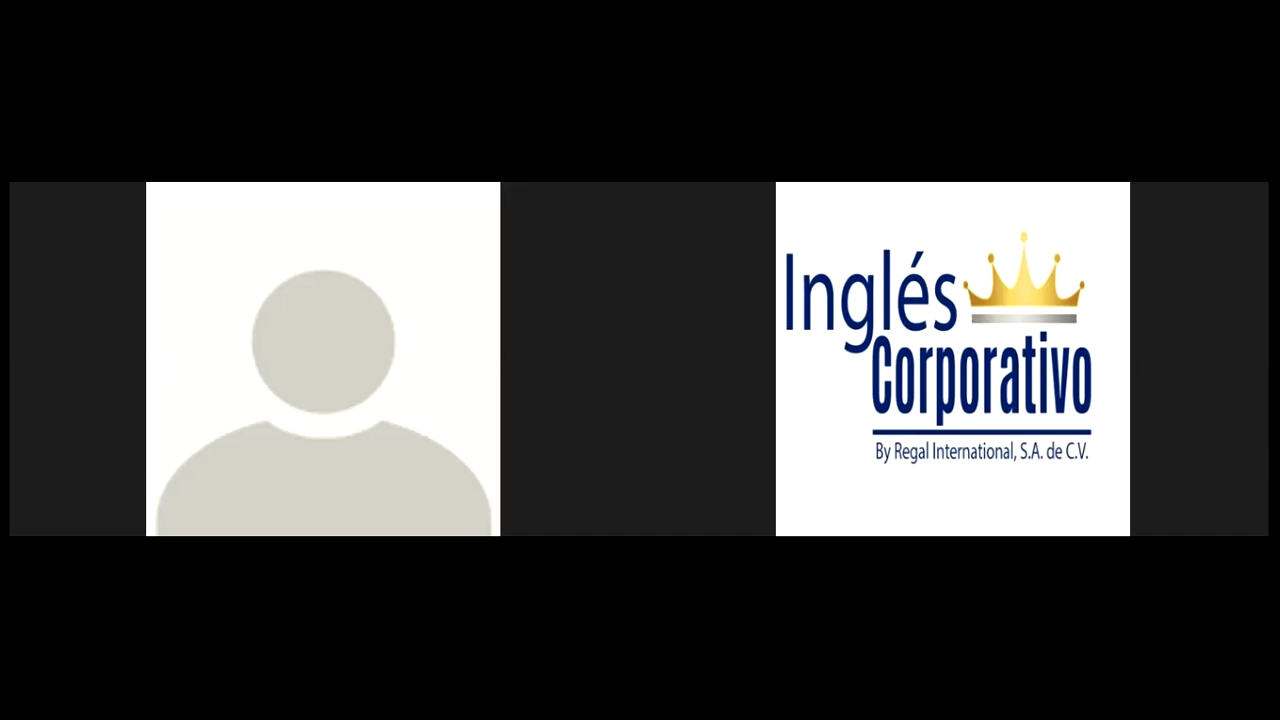 Inglés
Corporativo
By Regal International, S.A. de C.V.